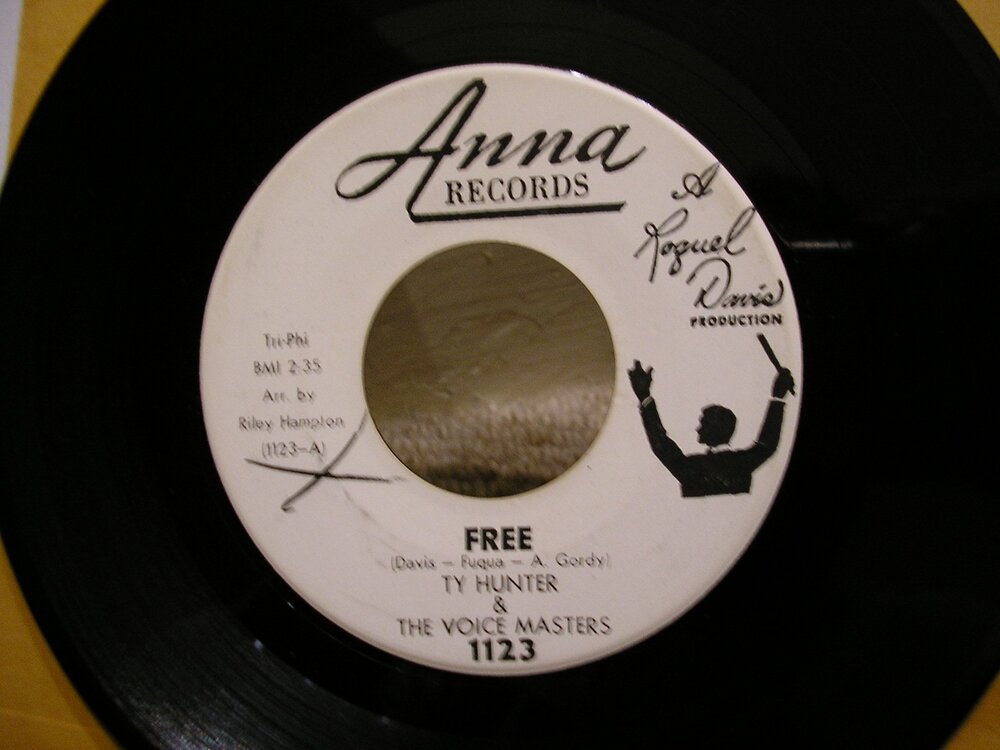 Anna
RECORDS
A
Roquel
Davis
PRODUCTION
Tri-Phi
BMI 2:35
Arr. by
Riley Hampton
(1123-A)
FREE
(Davis — Fuqua — A. Gordy)
TY HUNTER
&
THE VOICE MASTERS
1123